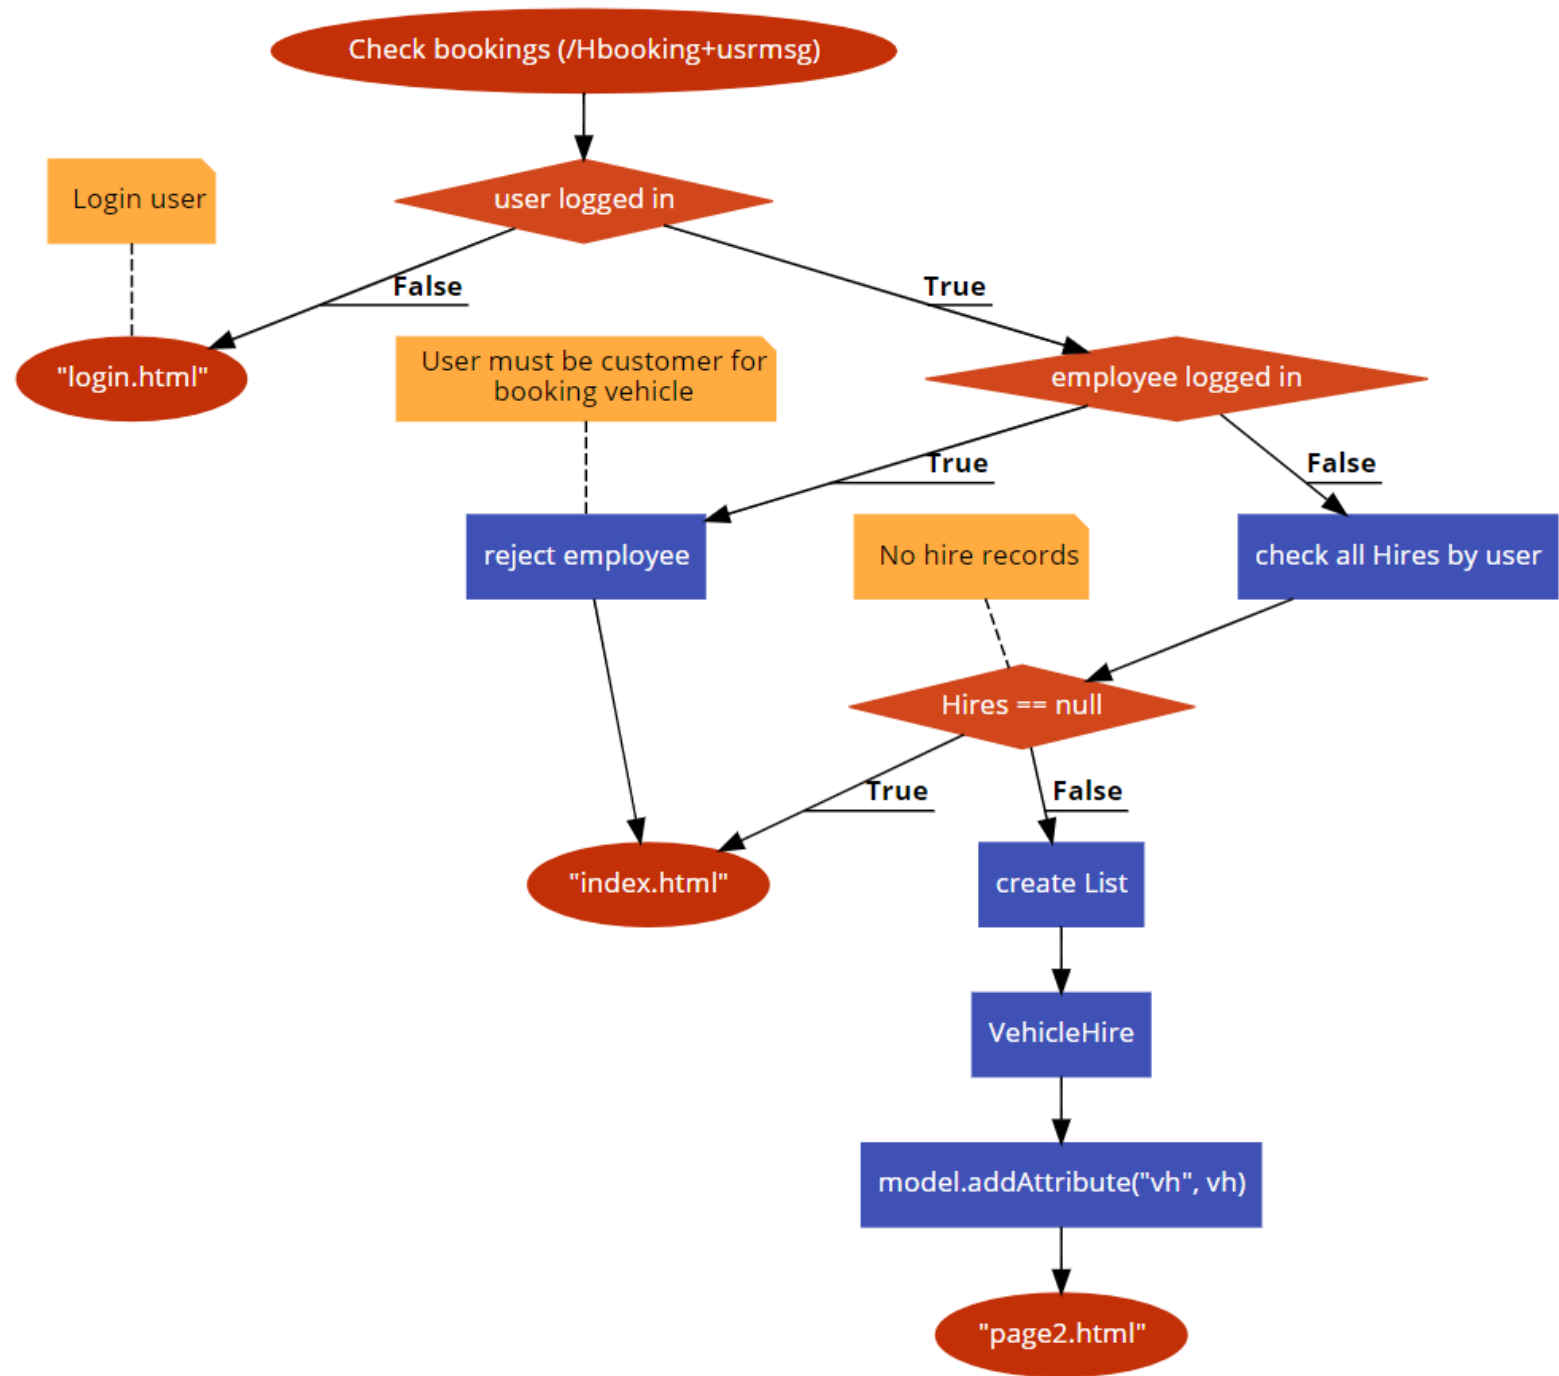 Check bookings (/Hbooking+usrmsg)
Login user
user logged in
False
True
"login.html"
User must be customer for
booking vehicle
employee logged in
True
False
reject employee
No hire records
check all Hires by user
Hires == null
True
False
"index.html"
create List
VehicleHire
model.addAttribute("vh", vh)
"page2.html"